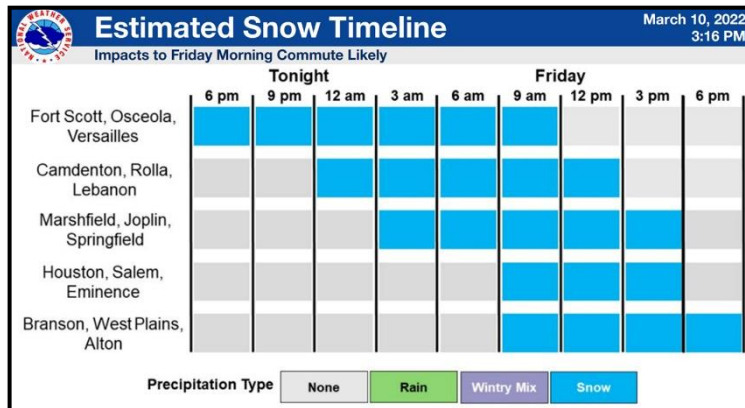 NATIONAL WEATHER SERVICE
Estimated Snow Timeline
March 10, 2022
3:16 PM
Impacts to Friday Morning Commute Likely
Tonight Friday
6 pm 9 pm 12 am 3 am 6 am 9 am 12 pm 3 pm 6 pm
Fort Scott, Osceola,
Versailles
Camdenton, Rolla,
Lebanon
Marshfield, Joplin,
Springfield
Houston, Salem,
Eminence
Branson, West Plains,
Alton
Precipitation Type None Rain Wintry Mix Snow